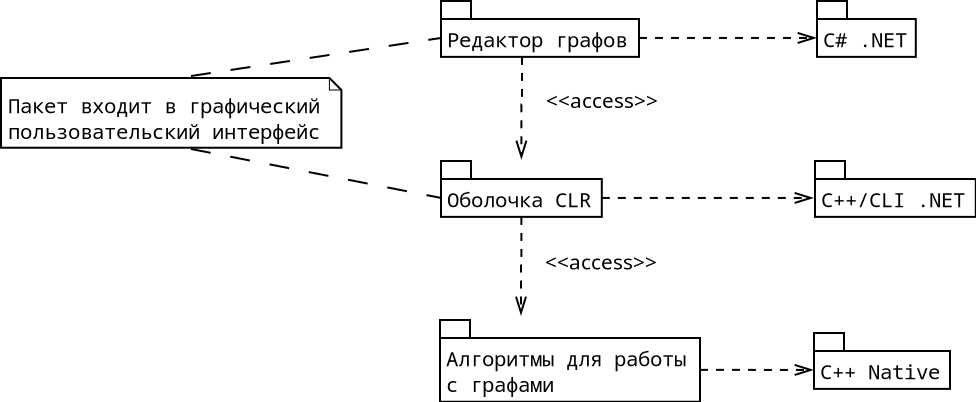 Редактор графов
C# .NET
Пакет входит в графический
пользовательский интерфейс
<<access>>
Оболочка CLR
C++/CLI .NET
<<access>>
Алгоритмы для работы
с графами
C++ Native